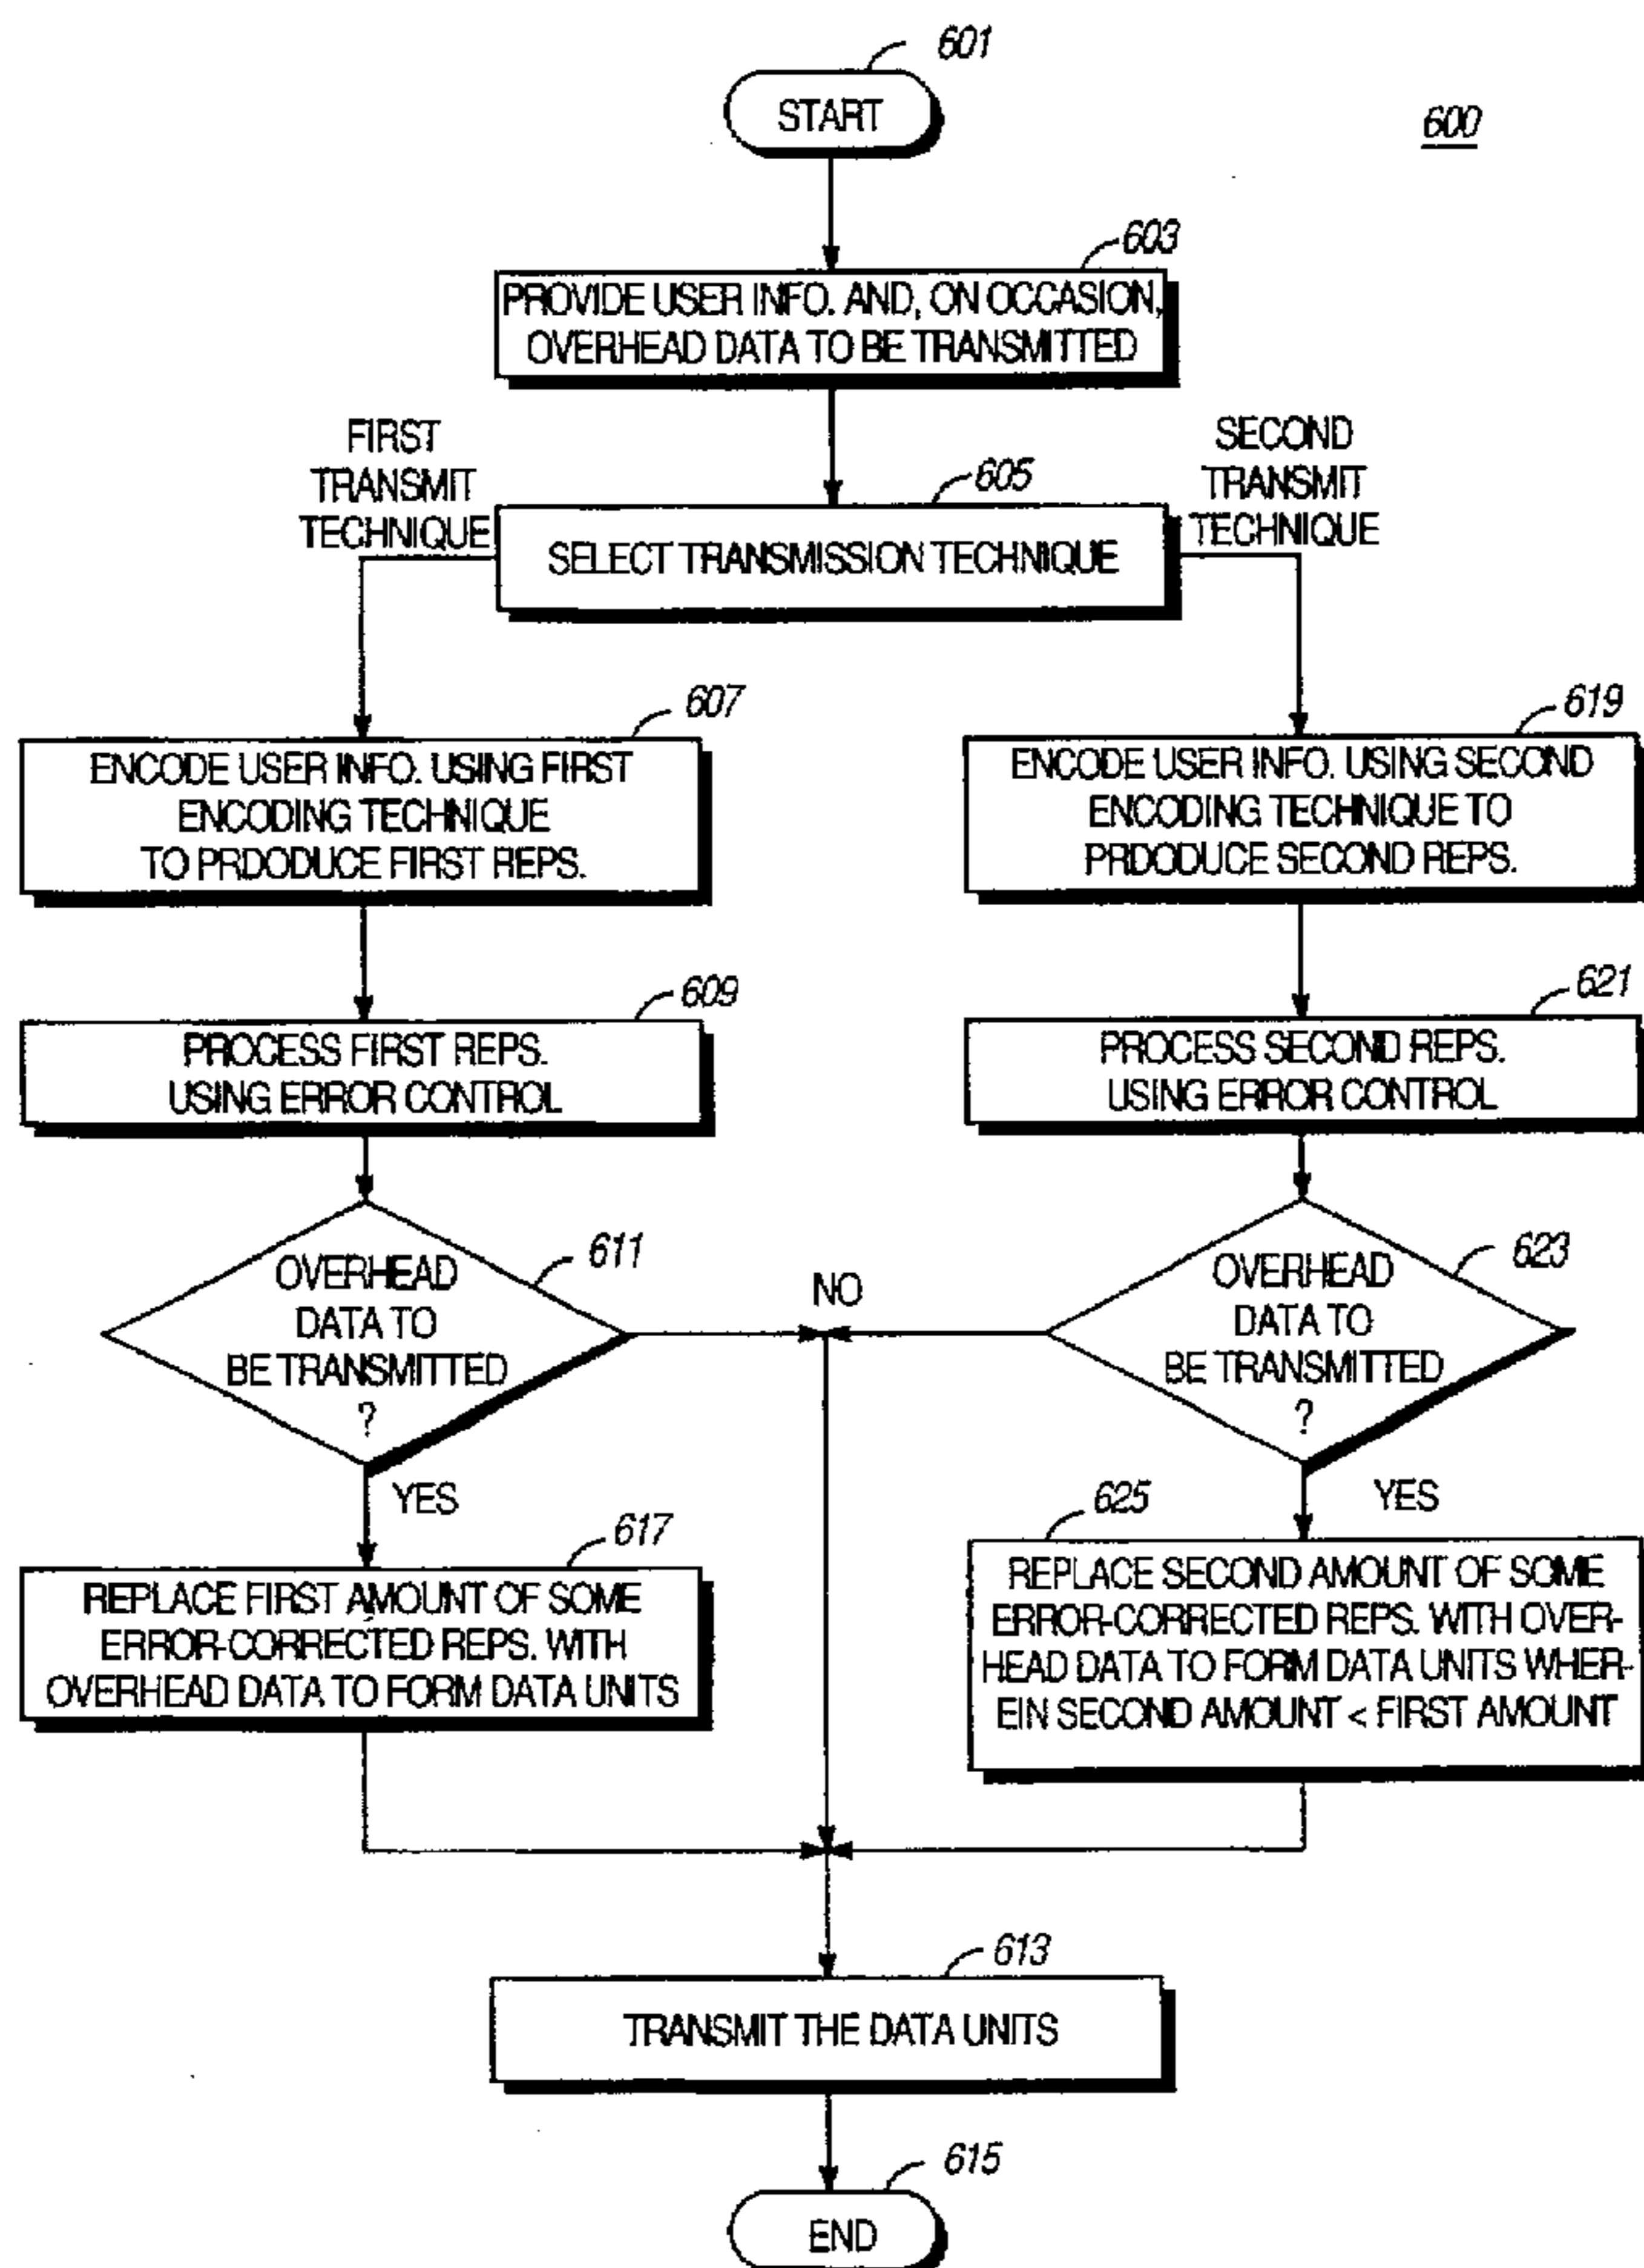 601
START
600
603
PROVIDE USER INFO. AND, ON OCCASION,
OVERHEAD DATA TO BE TRANSMITTED
FIRST
TRANSMIT
TECHNIQUE
SECOND
TRANSMIT
TECHNIQUE
605
SELECT TRANSMISSION TECHNIQUE
607
ENCODE USER INFO. USING FIRST
ENCODING TECHNIQUE
TO PRDODUCE FIRST REPS.
619
ENCODE USER INFO. USING SECOND
ENCODING TECHNIQUE TO
PRDODUCE SECOND REPS.
609
PROCESS FIRST REPS.
USING ERROR CONTROL
621
PROCESS SECOND REPS.
USING ERROR CONTROL
611
OVERHEAD
DATA TO
BE TRANSMITTED
?
NO
623
OVERHEAD
DATA TO
BE TRANSMITTED
?
YES
617
REPLACE FIRST AMOUNT OF SOME
ERROR-CORRECTED REPS. WITH
OVERHEAD DATA TO FORM DATA UNITS
YES
625
REPLACE SECOND AMOUNT OF SOME
ERROR-CORRECTED REPS. WITH OVER-
HEAD DATA TO FORM DATA UNITS WHER-
EIN SECOND AMOUNT < FIRST AMOUNT
613
TRANSMIT THE DATA UNITS
615
END